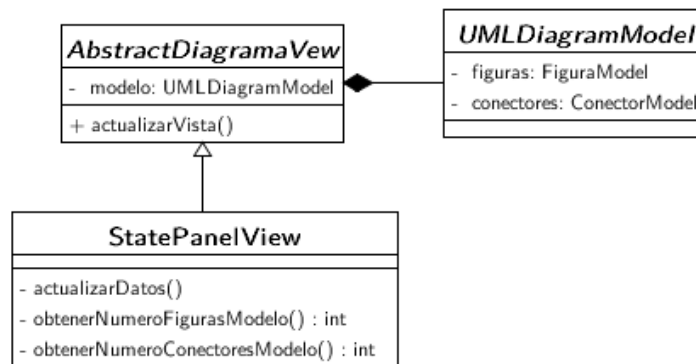 AbstractDiagramaVew
- modelo: UMLDiagramModel
+ actualizarVista()
UMLDiagramModel
- figuras: FiguraModel
- conectores: ConectorModel
StatePanelView
- actualizarDatos()
- obtenerNumeroFigurasModelo() : int
- obtenerNumeroConectoresModelo() : int